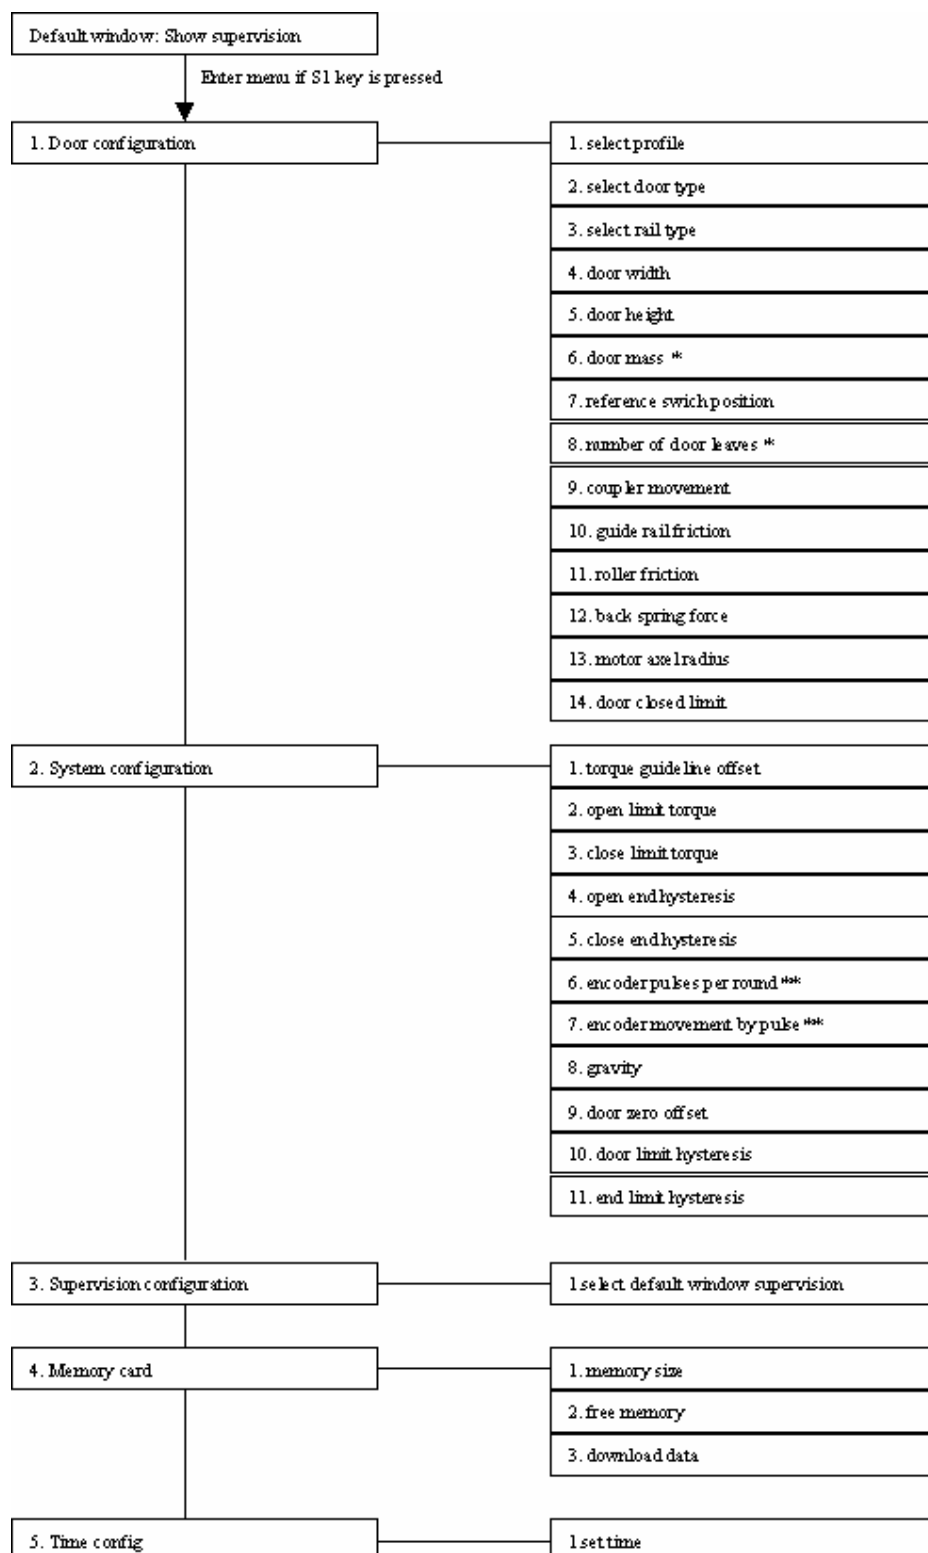 Default window: Show supervision
Enter menu if S1 key is pressed
1. Door configuration
1. select profile
2. select door type
3. select rail type
4. door width
5. door height
6. door mass *
7. reference swich position
8. number of door leaves *
9. coupler movement
10. guide rail friction
11. roller friction
12. back spring force
13. motor axel radius
14. door closed limit
2. System configuration
1. torque guideline offset
2. open limit torque
3. close limit torque
4. open end hysteresis
5. close end hysteresis
6. encoder pulses per round ***
7. encoder movement by pulse ***
8. gravity
9. door zero offset
10. door limit hysteresis
11. end limit hysteresis
3. Supervision configuration
1 select default window supervision
4. Memory card
1. memory size
2. free memory
3. download data
5. Time config
1 set time